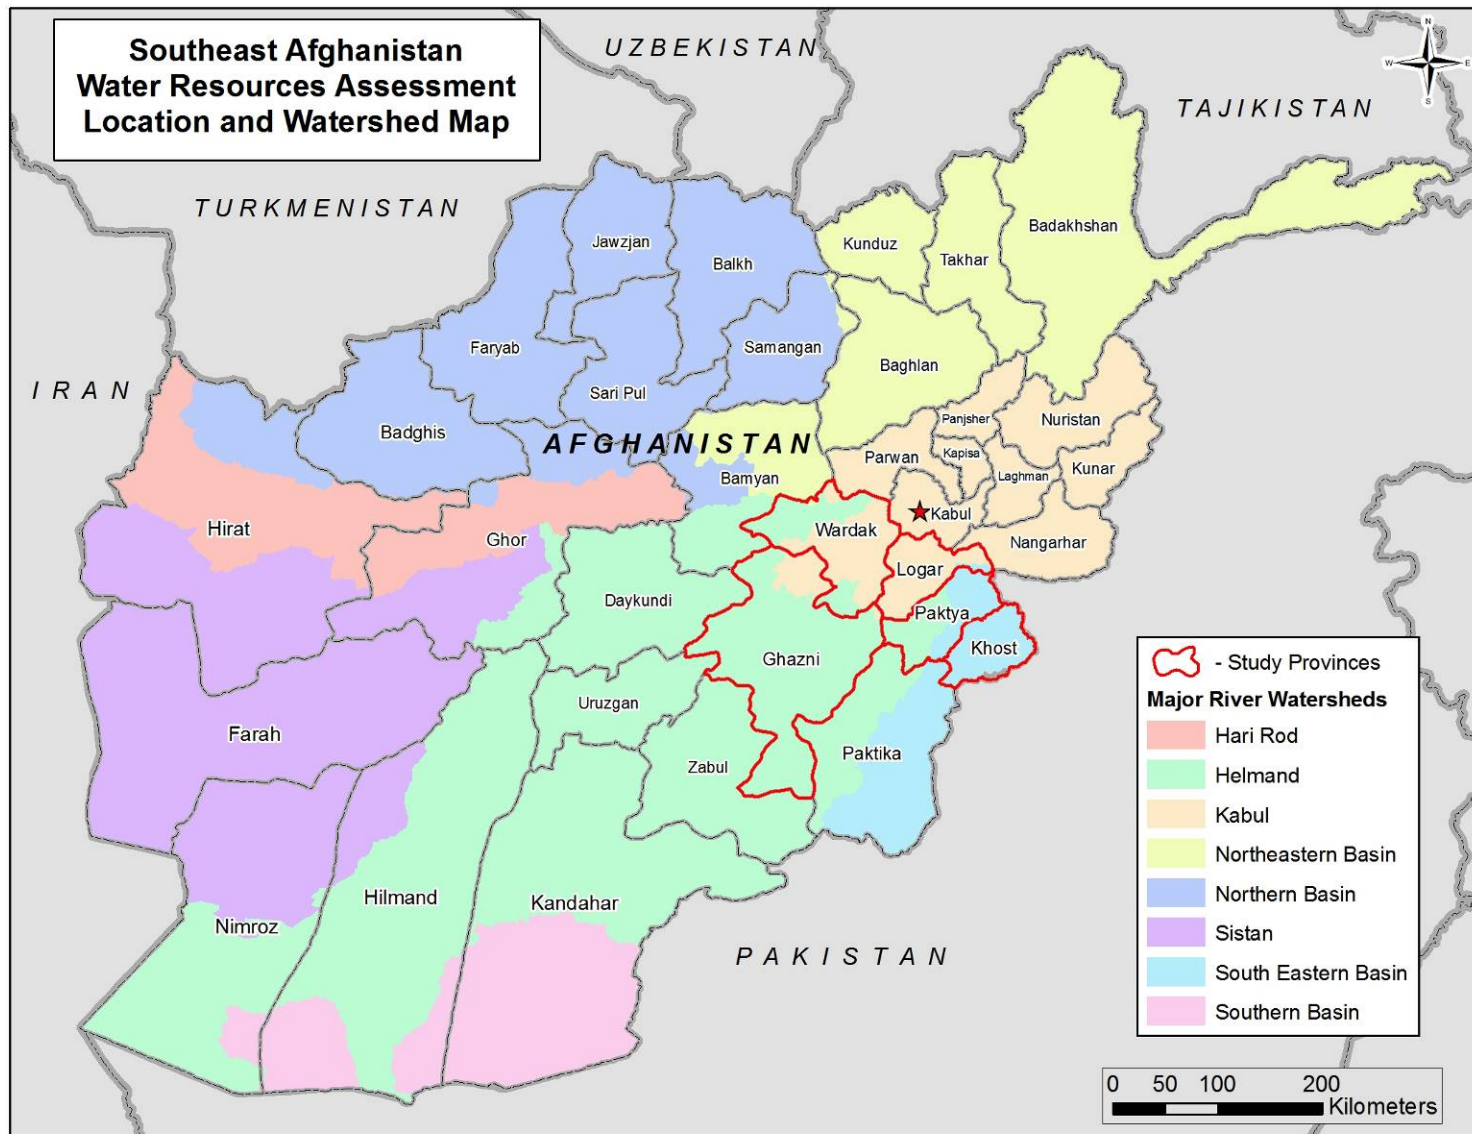 Southeast Afghanistan
Water Resources Assessment
Location and Watershed Map
UZBEKISTAN
TAJIKISTAN
TURKMENISTAN
IRAN
AFGHANISTAN
PAKISTAN
N
W
E
S
Jawzjan
Balkh
Kunduz
Takhar
Badakhshan
Faryab
Samangan
Baghlan
Sari Pul
Badghis
Panjsher
Nuristan
Parwan
Kapisa
Laghman
Kunar
Bamyan
Kabul
Hirat
Ghor
Wardak
Nangarhar
Logar
Daykundi
Paktya
Khost
Ghazni
Uruzgan
Farah
Zabul
Paktika
Hilmand
Kandahar
Nimroz
- Study Provinces
Major River Watersheds
Hari Rod
Helmand
Kabul
Northeastern Basin
Northern Basin
Sistan
South Eastern Basin
Southern Basin
0 50 100 200
Kilometers